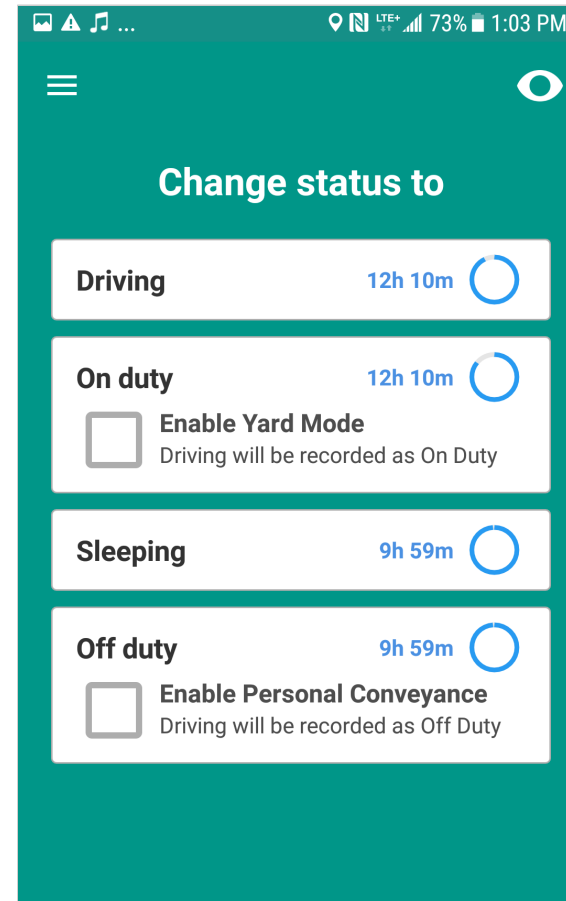 ... LTE+ 73% 1:03 PM
Change status to
Driving 12h 10m
On duty 12h 10m
Enable Yard Mode
Driving will be recorded as On Duty
Sleeping 9h 59m
Off duty 9h 59m
Enable Personal Conveyance
Driving will be recorded as Off Duty